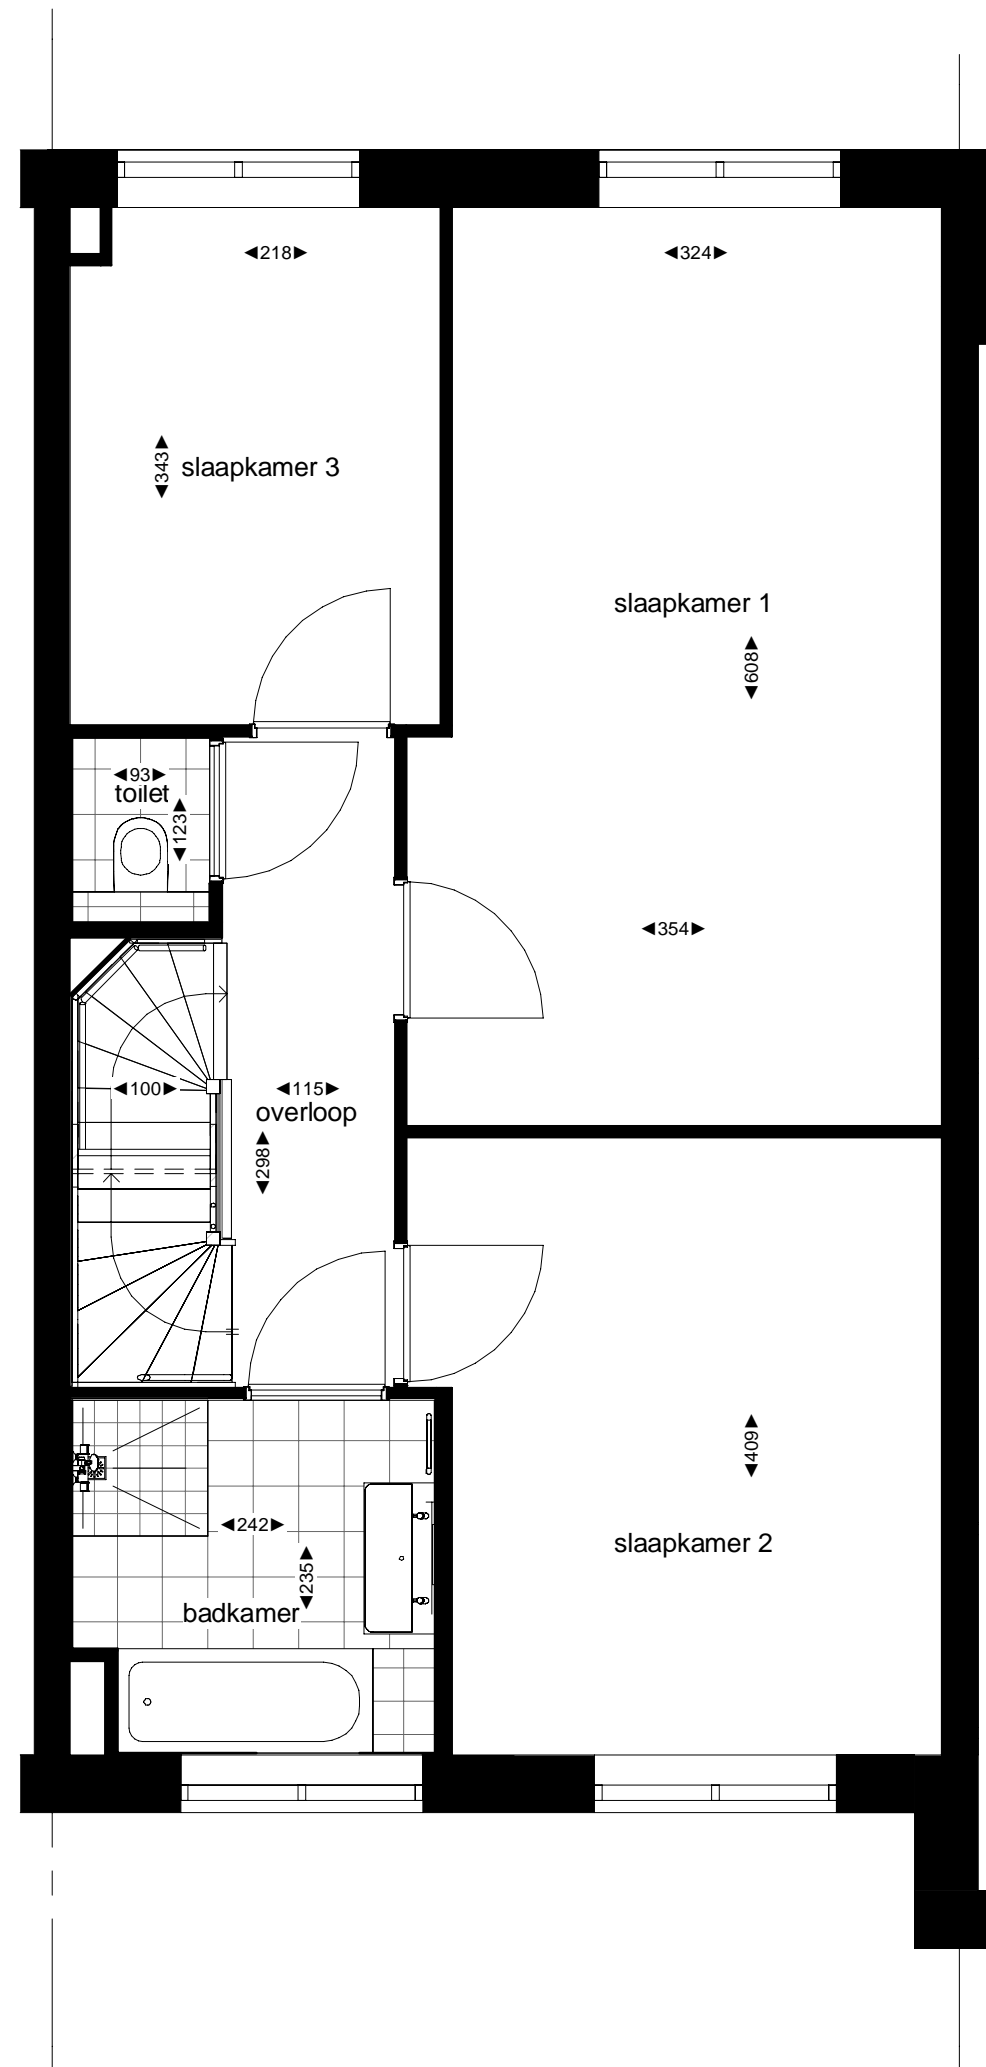 ◄218►
◄324►
◄343►
slaapkamer 3
slaapkamer 1
◄608►
◄93►
toilet
◄123►
◄354►
◄100►
◄115►
overloop
◄298►
◄409►
◄242►
slaapkamer 2
◄235►
badkamer